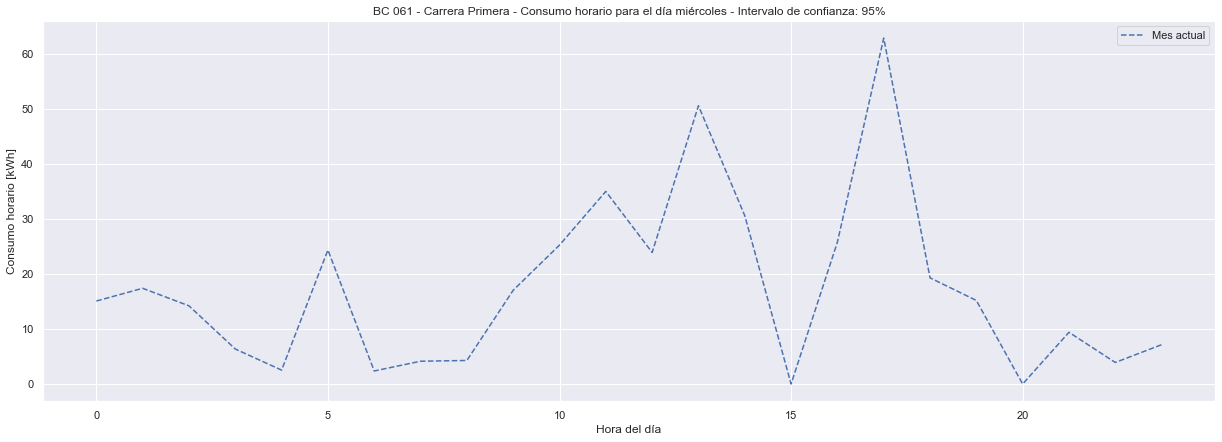 BC 061 - Carrera Primera - Consumo horario para el día miércoles - Intervalo de confianza: 95%
Mes actual
Consumo horario [kWh]
60
50
40
30
20
10
0
0 5 10 15 20
Hora del día